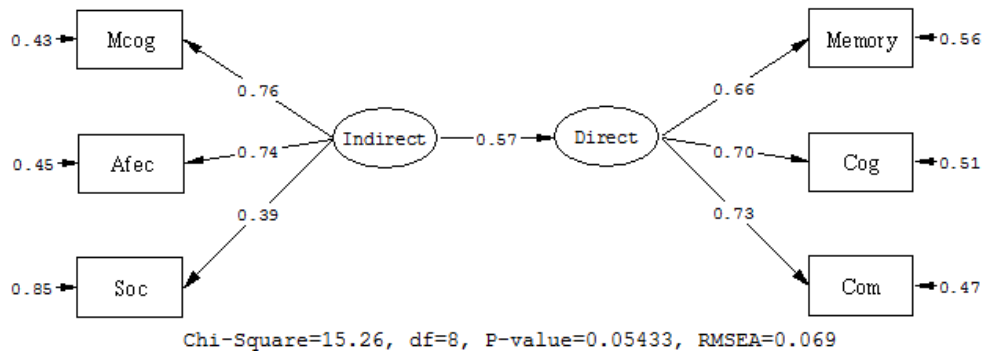 0.43 Mcog Memory 0.56
0.76 0.66
0.45 Afec 0.74 Indirect 0.57 Direct 0.70 Cog 0.51
0.39 0.73
0.85 Soc Com 0.47
Chi-Square=15.26, df=8, P-value=0.05433, RMSEA=0.069